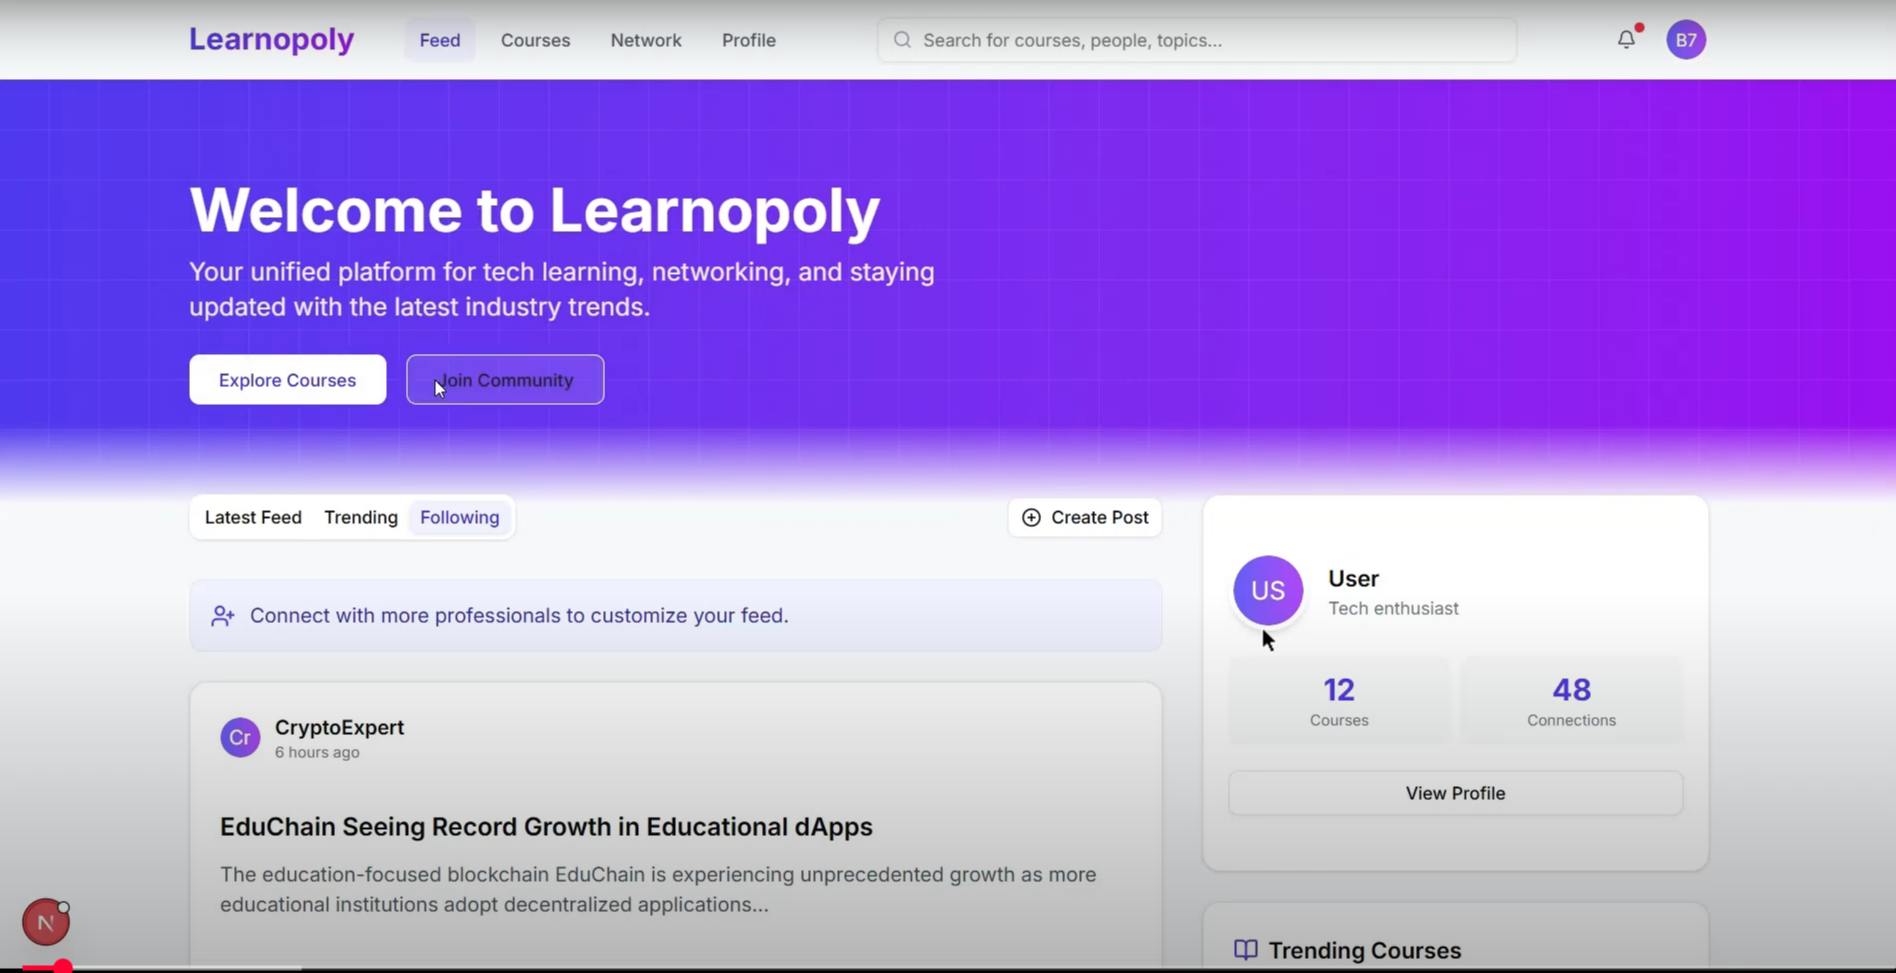 Learnopoly
Feed
Courses
Network
Profile
Search for courses, people, topics...
B7
Welcome to Learnopoly
Your unified platform for tech learning, networking, and staying
updated with the latest industry trends.
Explore Courses
Join Community
Latest Feed
Trending
Following
Create Post
Connect with more professionals to customize your feed.
Cr
CryptoExpert
6 hours ago
EduChain Seeing Record Growth in Educational dApps
The education-focused blockchain EduChain is experiencing unprecedented growth as more
educational institutions adopt decentralized applications...
US
User
Tech enthusiast
12
Courses
48
Connections
View Profile
Trending Courses
N